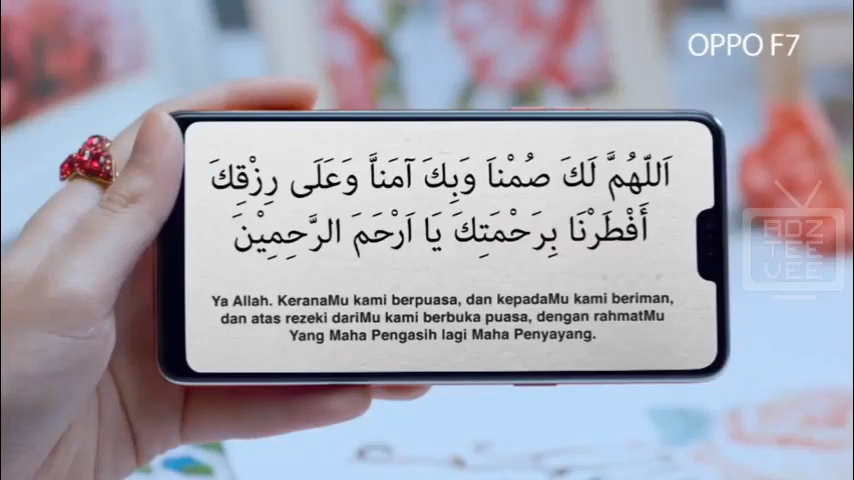 OPPO F7
اَللّٰهُمَّ لَكَ صُمْنَا وَبِكَ آمَنَّا وَعَلَى رِزْقِكَ
أَفْطَرْنَا بِرَحْمَتِكَ يَا اَرْحَمَ الرَّحِمِيْنَ
Ya Allah. KeranaMu kami berpuasa, dan kepadaMu kami beriman,
dan atas rezeki dariMu kami berbuka puasa, dengan rahmatMu
Yang Maha Pengasih lagi Maha Penyayang.
ADZ
TEE
VEE